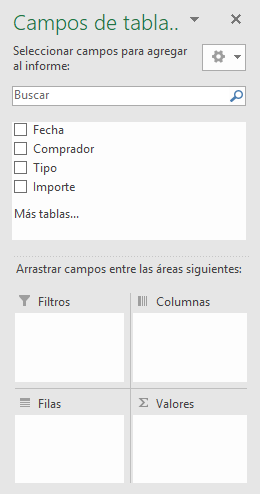 Campos de tabla..
Seleccionar campos para agregar
al informe:
Buscar
Fecha
Comprador
Tipo
Importe
Más tablas...
Arrastrar campos entre las áreas siguientes:
Filtros
Columnas
Filas
Σ Valores